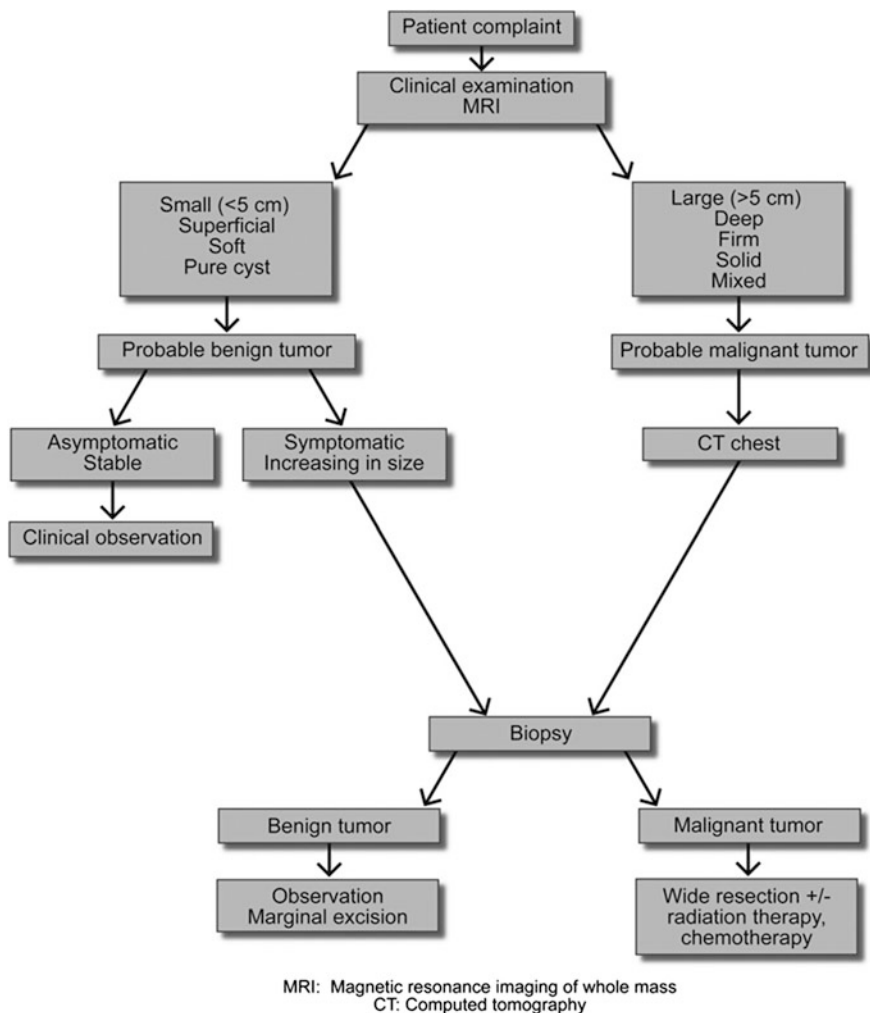 Patient complaint
Clinical examination
MRI
Small (<5 cm)
Superficial
Soft
Pure cyst
Large (>5 cm)
Deep
Firm
Solid
Mixed
Probable benign tumor
Probable malignant tumor
Asymptomatic
Stable
Symptomatic
Increasing in size
CT chest
Clinical observation
Biopsy
Benign tumor
Malignant tumor
Observation
Marginal excision
Wide resection +/-
radiation therapy,
chemotherapy
MRI: Magnetic resonance imaging of whole mass
CT: Computed tomography